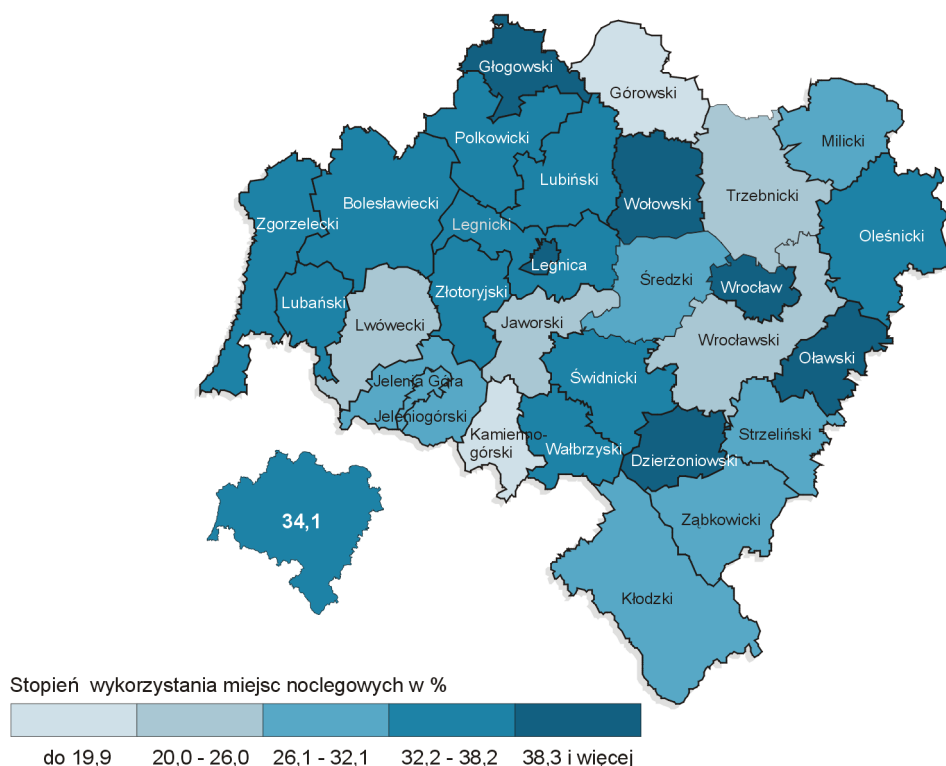 Głogowski
Górowski
Polkowicki
Milicki
Lubiński
Wołowski
Trzebnicki
Bolesławiecki
Zgorzelecki
Legnicki
Oleśnicki
Legnica
Średzki
Wrocław
Lubański
Złotoryjski
Lwówecki
Jaworski
Wrocławski
Oławski
Jelenia Góra
Świdnicki
Jeleniogórski
Kamienno-
górski
Wałbrzyski
Dzierżoniowski
Strzeliński
34,1
Ząbkowicki
Kłodzki
Stopień wykorzystania miejsc noclegowych w %
do 19,9
20,0 - 26,0
26,1 - 32,1
32,2 - 38,2
38,3 i więcej